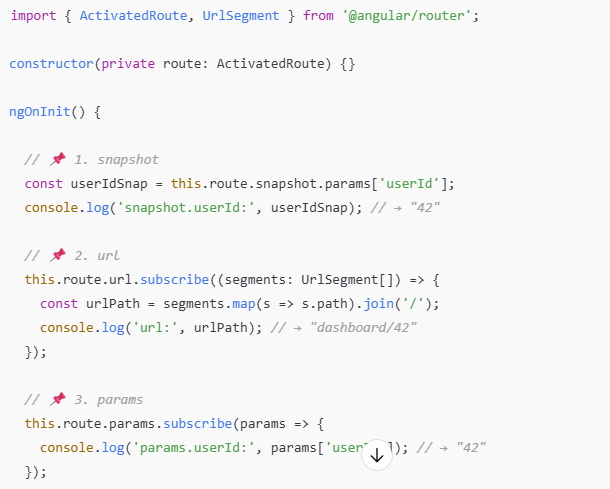 import { ActivatedRoute, UrlSegment } from '@angular/router';
constructor(private route: ActivatedRoute) {}
ngOnInit() {
// 📌 1. snapshot
const userIdSnap = this.route.snapshot.params['userId'];
console.log('snapshot.userId:', userIdSnap); // → "42"
// 📌 2. url
this.route.url.subscribe((segments: UrlSegment[]) => {
const urlPath = segments.map(s => s.path).join('/');
console.log('url:', urlPath); // → "dashboard/42"
});
// 📌 3. params
this.route.params.subscribe(params => {
console.log('params.userId:', params['user ]); // → "42"
});